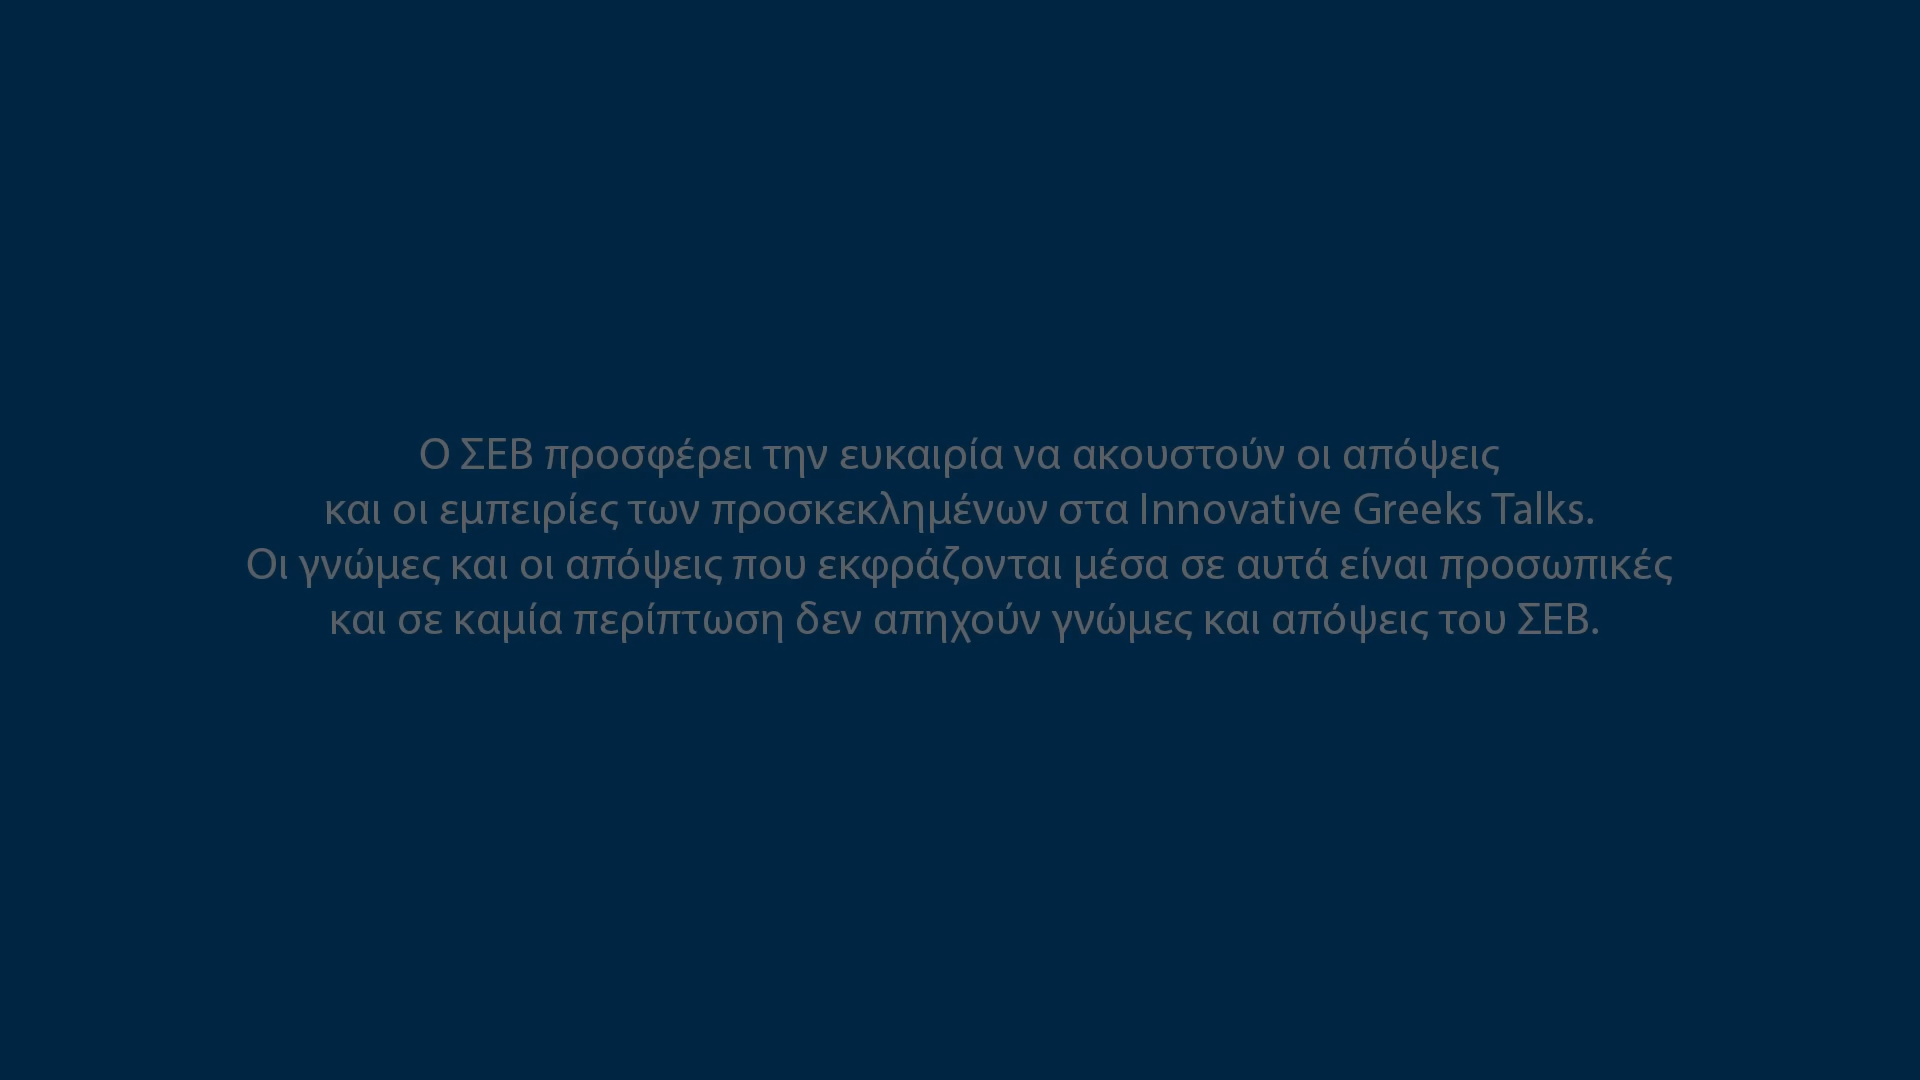 Ο ΣΕΒ προσφέρει την ευκαιρία να ακουστούν οι απόψεις
και οι εμπειρίες των προσκεκλημένων στα Innovative Greeks Talks.
Οι γνώμες και οι απόψεις που εκφράζονται μέσα σε αυτά είναι προσωπικές
και σε καμία περίπτωση δεν απηχούν γνώμες και απόψεις του ΣΕΒ.